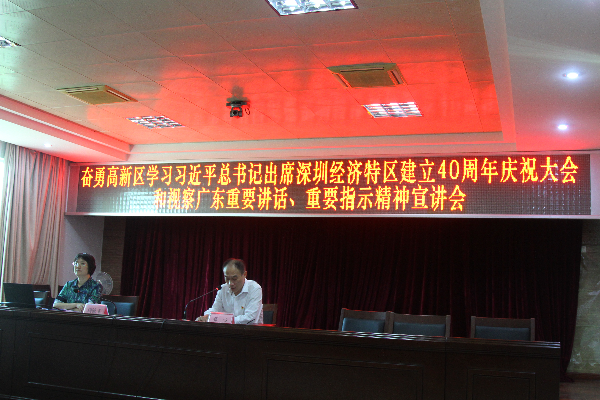 奋勇高新区学习习近平总书记出席深圳经济特区建立40周年庆祝大会
和视察广东重要讲话、重要指示精神宣讲会